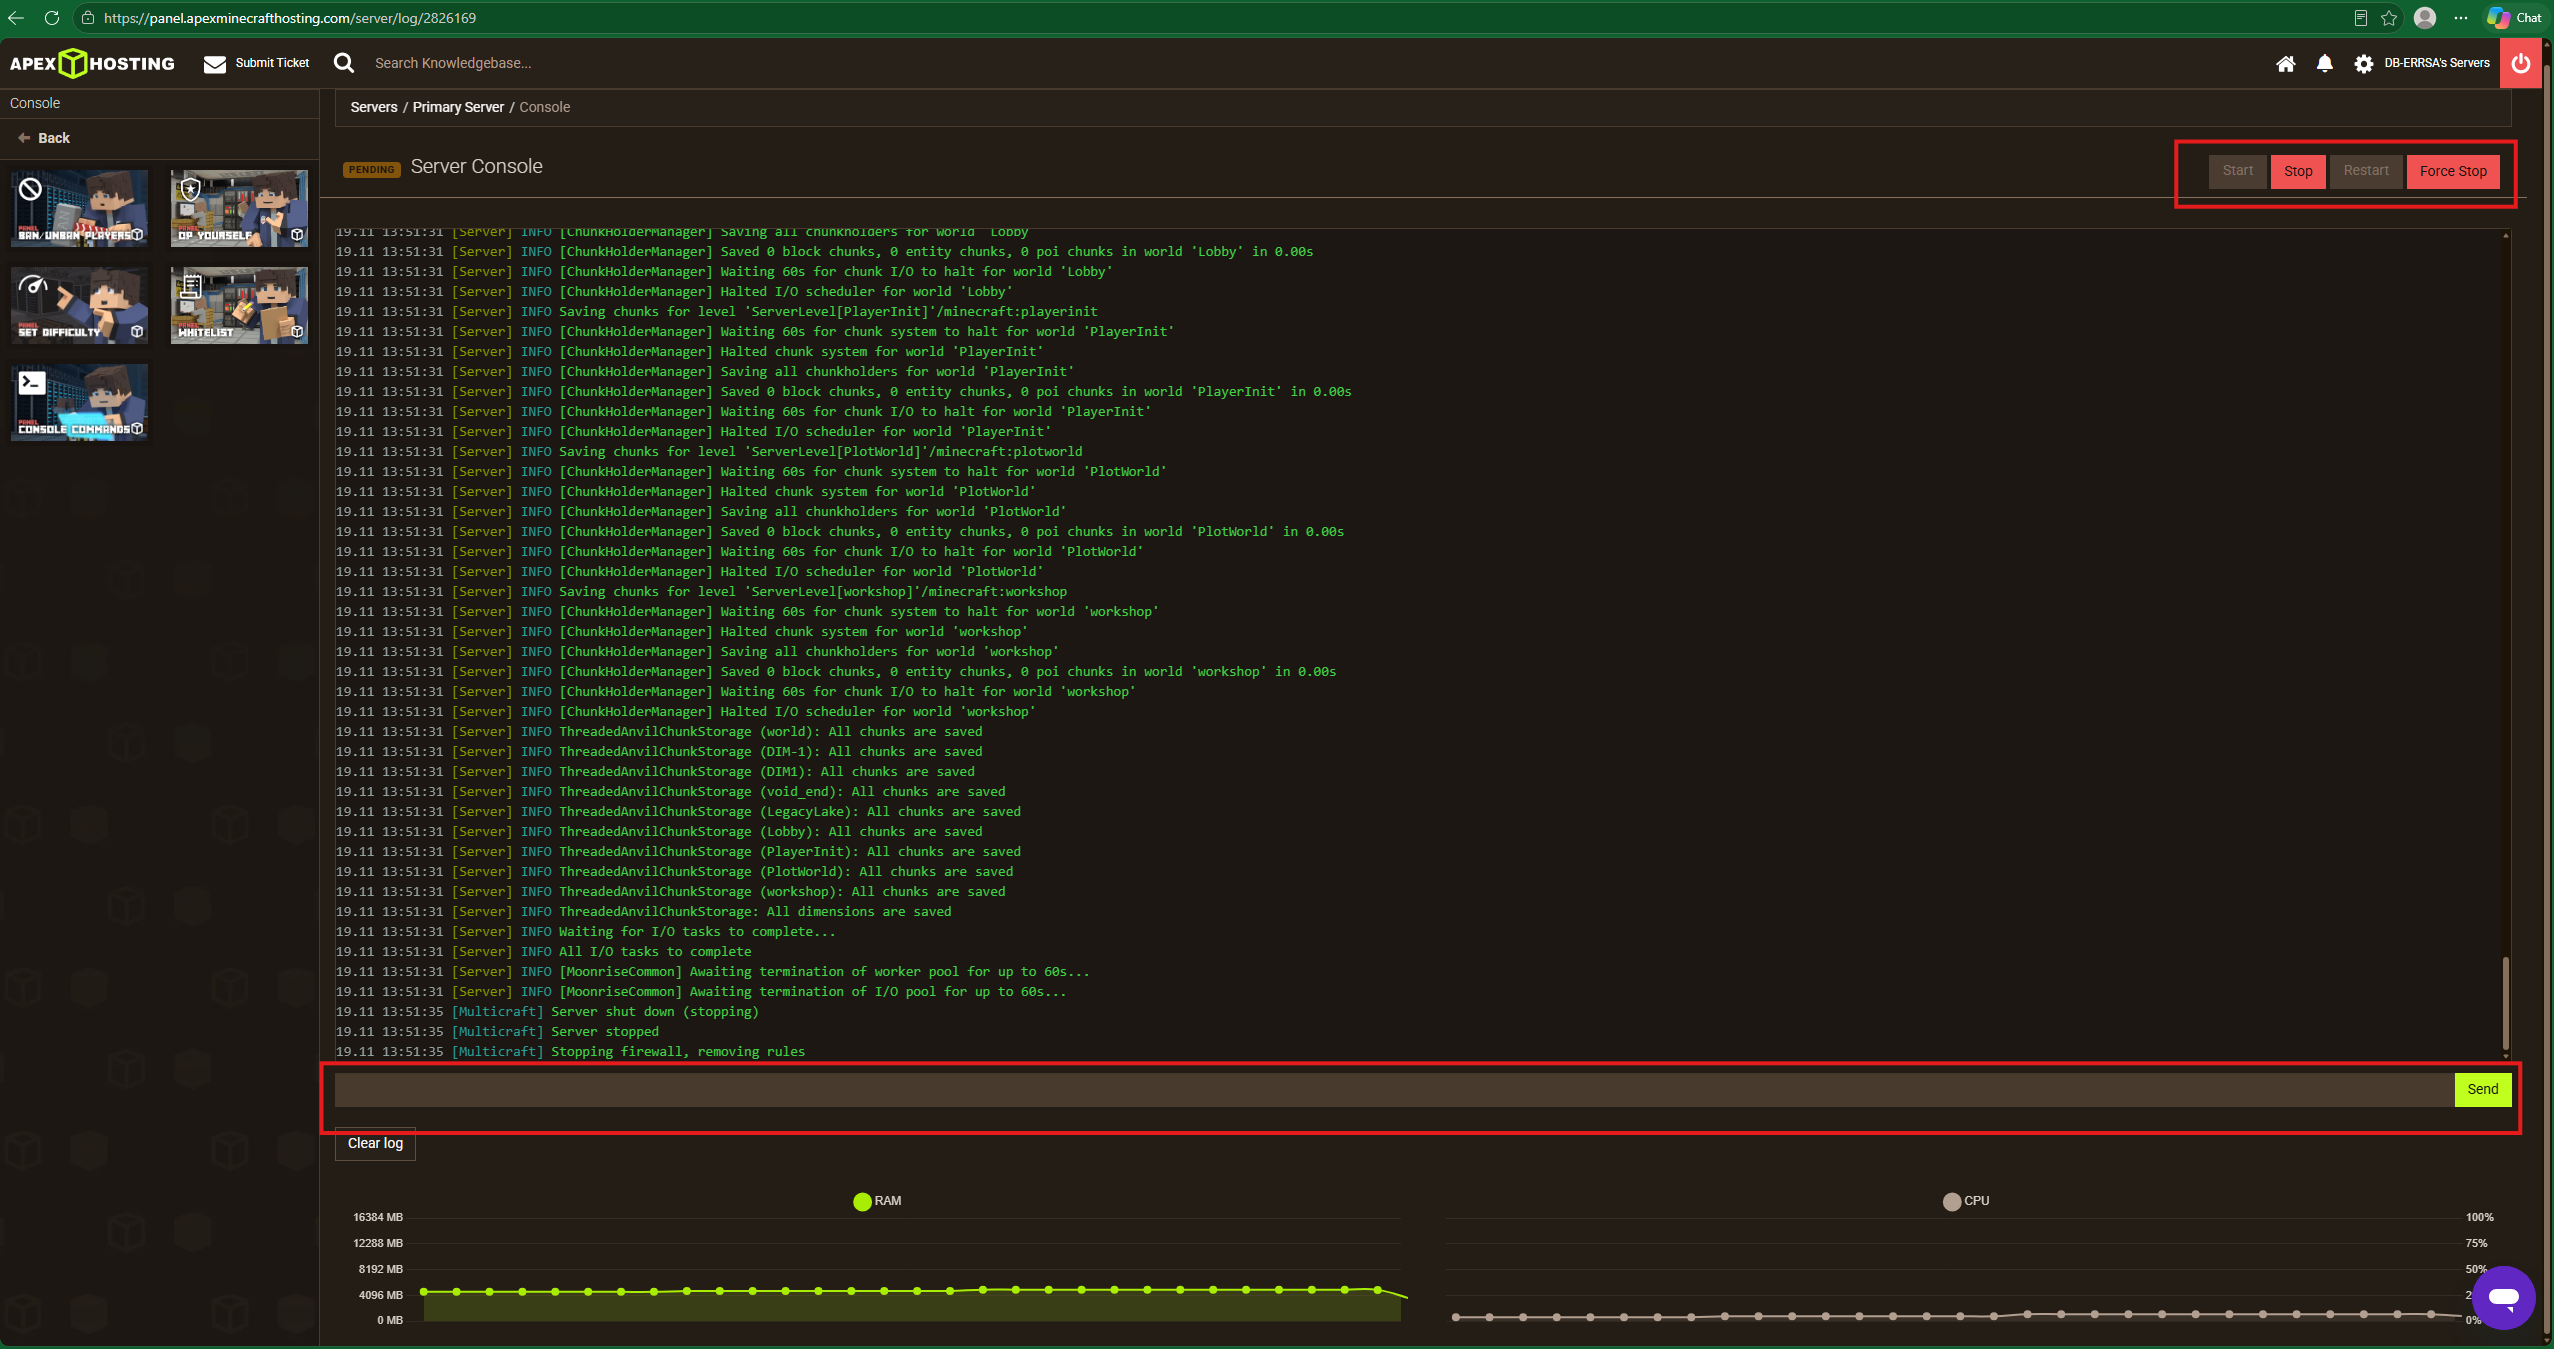 https://panel.apexminecrafthosting.com/server/log/2826169
Chat
APEX HOSTING
Submit Ticket
Search Knowledgebase...
DB-ERRSA's Servers
Console
Back
PANEL
BAN/UNBAN PLAYERS
PANEL
OP YOURSELF
PANEL
SET DIFFICULTY
PANEL
WHITELIST
PANEL
CONSOLE COMMANDS
Servers / Primary Server / Console
PENDING
Server Console
Start
Stop
Restart
Force Stop
19.11 13:51:31 [Server] INFO [ChunkHolderManager] Saving all chunkholders for world 'Lobby'
19.11 13:51:31 [Server] INFO [ChunkHolderManager] Saved 0 block chunks, 0 entity chunks, 0 poi chunks in world 'Lobby' in 0.00s
19.11 13:51:31 [Server] INFO [ChunkHolderManager] Waiting 60s for chunk I/O to halt for world 'Lobby'
19.11 13:51:31 [Server] INFO [ChunkHolderManager] Halted I/O scheduler for world 'Lobby'
19.11 13:51:31 [Server] INFO Saving chunks for level 'ServerLevel[PlayerInit]'/minecraft:playerinit
19.11 13:51:31 [Server] INFO [ChunkHolderManager] Waiting 60s for chunk system to halt for world 'PlayerInit'
19.11 13:51:31 [Server] INFO [ChunkHolderManager] Halted chunk system for world 'PlayerInit'
19.11 13:51:31 [Server] INFO [ChunkHolderManager] Saving all chunkholders for world 'PlayerInit'
19.11 13:51:31 [Server] INFO [ChunkHolderManager] Saved 0 block chunks, 0 entity chunks, 0 poi chunks in world 'PlayerInit' in 0.00s
19.11 13:51:31 [Server] INFO [ChunkHolderManager] Waiting 60s for chunk I/O to halt for world 'PlayerInit'
19.11 13:51:31 [Server] INFO [ChunkHolderManager] Halted I/O scheduler for world 'PlayerInit'
19.11 13:51:31 [Server] INFO Saving chunks for level 'ServerLevel[PlotWorld]'/minecraft:plotworld
19.11 13:51:31 [Server] INFO [ChunkHolderManager] Waiting 60s for chunk system to halt for world 'PlotWorld'
19.11 13:51:31 [Server] INFO [ChunkHolderManager] Halted chunk system for world 'PlotWorld'
19.11 13:51:31 [Server] INFO [ChunkHolderManager] Saving all chunkholders for world 'PlotWorld'
19.11 13:51:31 [Server] INFO [ChunkHolderManager] Saved 0 block chunks, 0 entity chunks, 0 poi chunks in world 'PlotWorld' in 0.00s
19.11 13:51:31 [Server] INFO [ChunkHolderManager] Waiting 60s for chunk I/O to halt for world 'PlotWorld'
19.11 13:51:31 [Server] INFO [ChunkHolderManager] Halted I/O scheduler for world 'PlotWorld'
19.11 13:51:31 [Server] INFO Saving chunks for level 'ServerLevel[workshop]'/minecraft:workshop
19.11 13:51:31 [Server] INFO [ChunkHolderManager] Waiting 60s for chunk system to halt for world 'workshop'
19.11 13:51:31 [Server] INFO [ChunkHolderManager] Halted chunk system for world 'workshop'
19.11 13:51:31 [Server] INFO [ChunkHolderManager] Saving all chunkholders for world 'workshop'
19.11 13:51:31 [Server] INFO [ChunkHolderManager] Saved 0 block chunks, 0 entity chunks, 0 poi chunks in world 'workshop' in 0.00s
19.11 13:51:31 [Server] INFO [ChunkHolderManager] Waiting 60s for chunk I/O to halt for world 'workshop'
19.11 13:51:31 [Server] INFO [ChunkHolderManager] Halted I/O scheduler for world 'workshop'
19.11 13:51:31 [Server] INFO ThreadedAnvilChunkStorage (world): All chunks are saved
19.11 13:51:31 [Server] INFO ThreadedAnvilChunkStorage (DIM-1): All chunks are saved
19.11 13:51:31 [Server] INFO ThreadedAnvilChunkStorage (DIM1): All chunks are saved
19.11 13:51:31 [Server] INFO ThreadedAnvilChunkStorage (void_end): All chunks are saved
19.11 13:51:31 [Server] INFO ThreadedAnvilChunkStorage (LegacyLake): All chunks are saved
19.11 13:51:31 [Server] INFO ThreadedAnvilChunkStorage (Lobby): All chunks are saved
19.11 13:51:31 [Server] INFO ThreadedAnvilChunkStorage (PlayerInit): All chunks are saved
19.11 13:51:31 [Server] INFO ThreadedAnvilChunkStorage (PlotWorld): All chunks are saved
19.11 13:51:31 [Server] INFO ThreadedAnvilChunkStorage (workshop): All chunks are saved
19.11 13:51:31 [Server] INFO ThreadedAnvilChunkStorage: All dimensions are saved
19.11 13:51:31 [Server] INFO Waiting for I/O tasks to complete...
19.11 13:51:31 [Server] INFO All I/O tasks to complete
19.11 13:51:31 [Server] INFO [MoonriseCommon] Awaiting termination of worker pool for up to 60s...
19.11 13:51:31 [Server] INFO [MoonriseCommon] Awaiting termination of I/O pool for up to 60s...
19.11 13:51:35 [Multicraft] Server shut down (stopping)
19.11 13:51:35 [Multicraft] Server stopped
19.11 13:51:35 [Multicraft] Stopping firewall, removing rules
Send
Clear log
RAM
16384 MB
12288 MB
8192 MB
4096 MB
0 MB
CPU
100%
75%
50%
2
0%